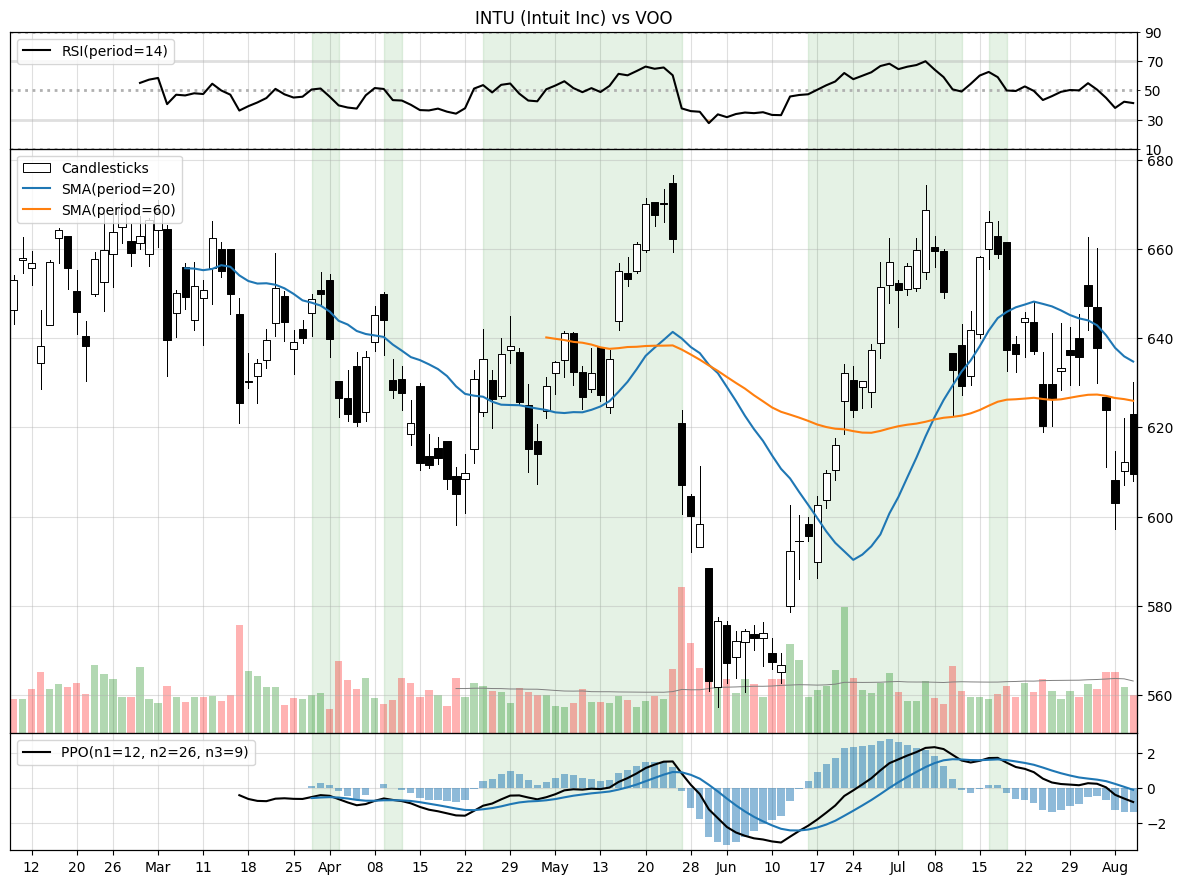 INTU (Intuit Inc) vs VOO
RSI(period=14)
90
70
50
30
10
Candlesticks
SMA(period=20)
SMA(period=60)
680
660
640
620
600
580
560
PPO(n1=12, n2=26, n3=9)
2
0
−2
12 20 26 Mar 11 18 25 Apr 08 15 22 29 May 13 20 28 Jun 10 17 24 Jul 08 15 22 29 Aug